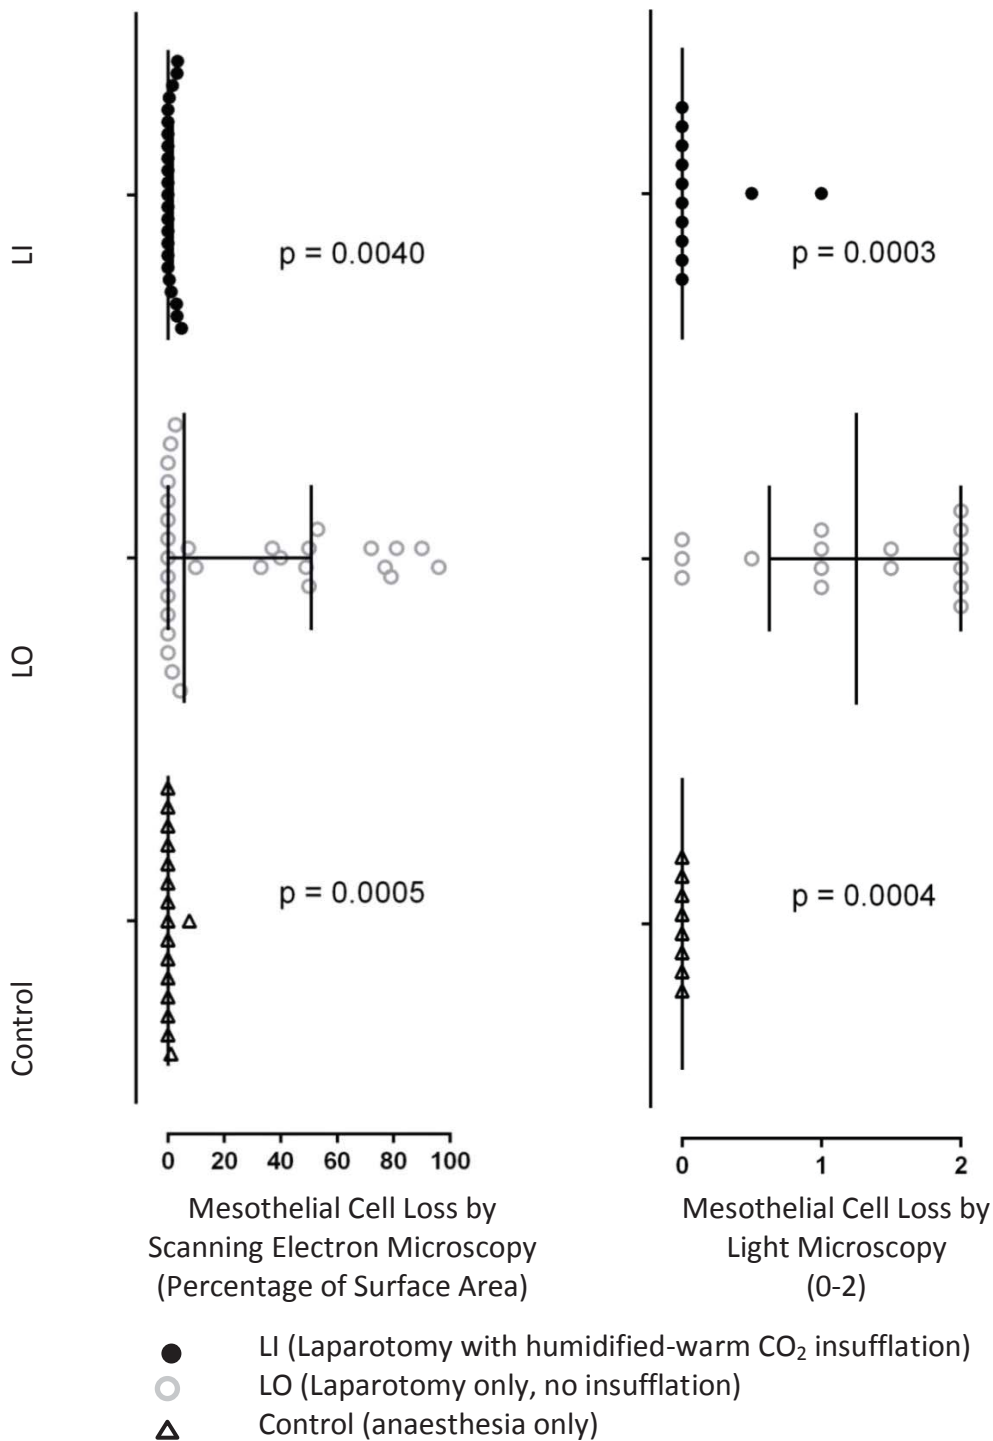 LI
p = 0.0040
p = 0.0003
LO
Control
p = 0.0005
p = 0.0004
0 20 40 60 80 100
0 1 2
Mesothelial Cell Loss by
Scanning Electron Microscopy
(Percentage of Surface Area)
Mesothelial Cell Loss by
Light Microscopy
(0-2)
LI (Laparotomy with humidified-warm CO₂ insufflation)
LO (Laparotomy only, no insufflation)
Control (anaesthesia only)